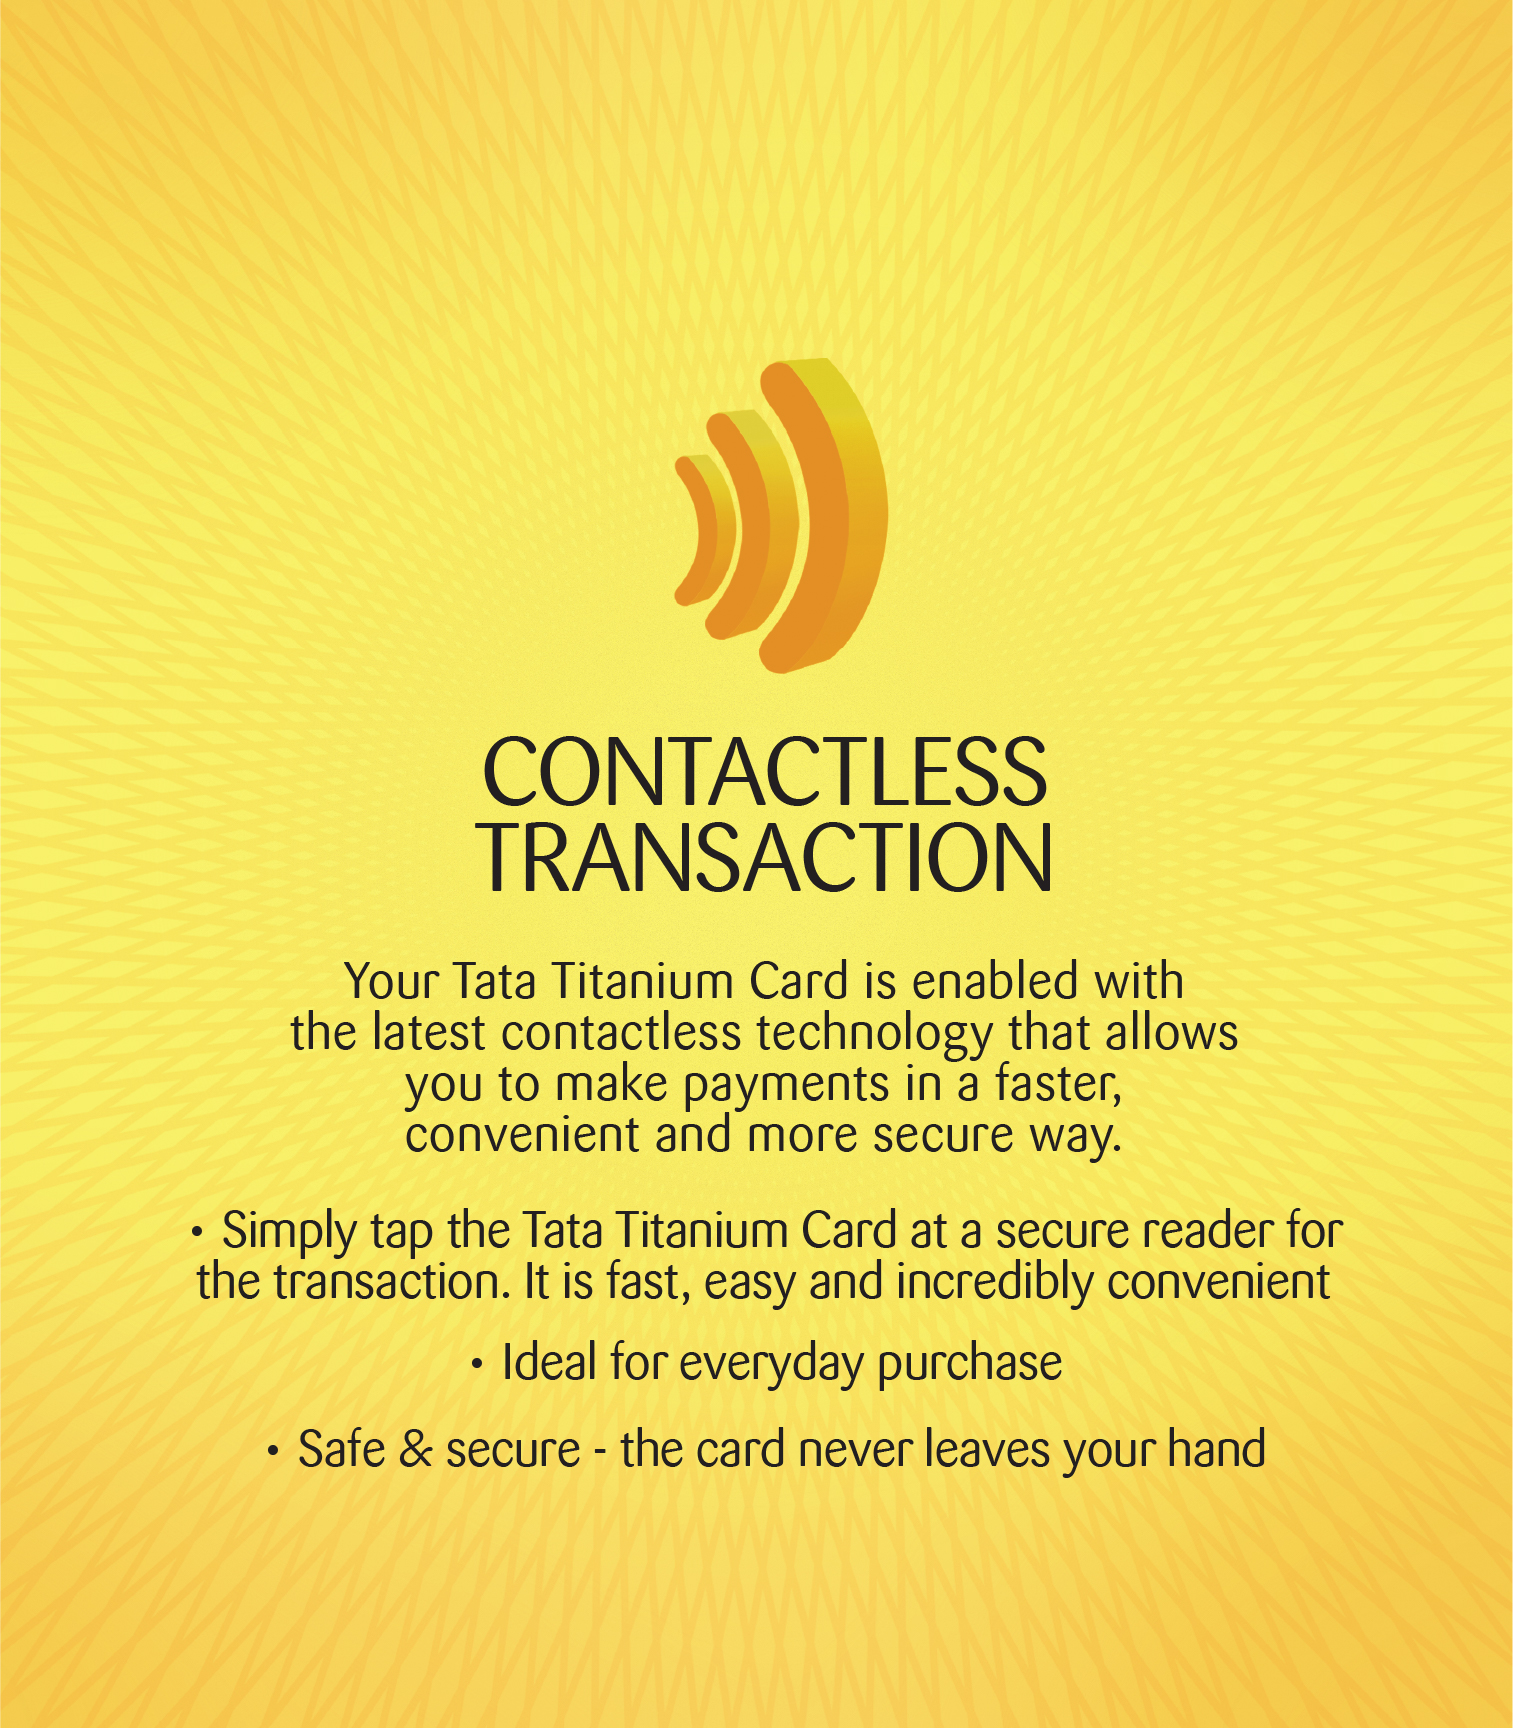 CONTACTLESS
TRANSACTION
Your Tata Titanium Card is enabled with
the latest contactless technology that allows
you to make payments in a faster,
convenient and more secure way.
• Simply tap the Tata Titanium Card at a secure reader for
the transaction. It is fast, easy and incredibly convenient
• Ideal for everyday purchase
• Safe & secure - the card never leaves your hand